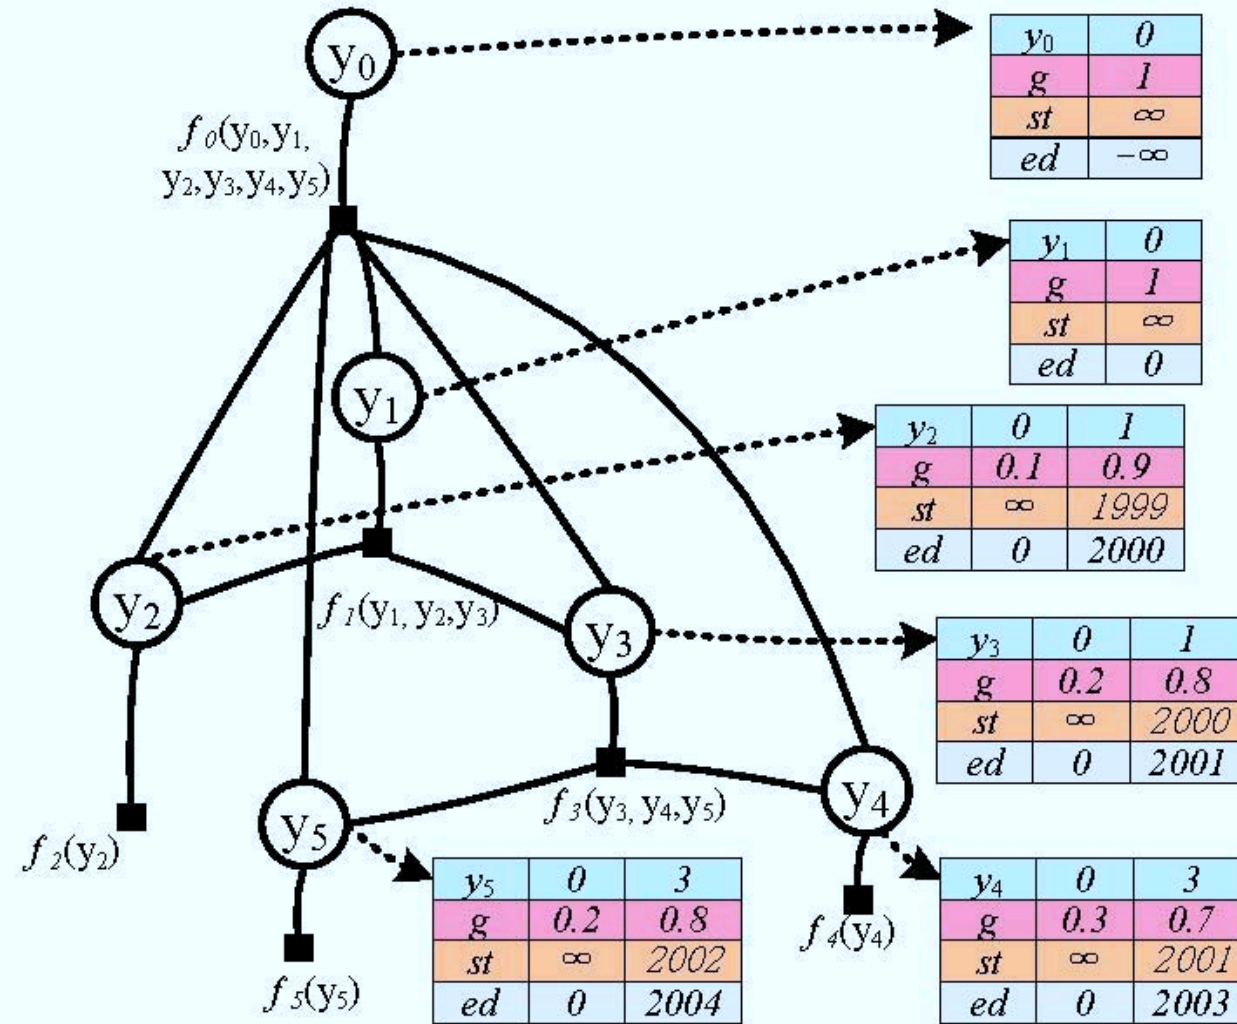 y₀
f₀(y₀,y₁,
y₂,y₃,y₄,y₅)
y₀ 0
g 1
st ∞
ed −∞
y₁ 0
g 1
st ∞
ed 0
y₁
y₂ 0 1
g 0.1 0.9
st ∞ 1999
ed 0 2000
y₂
f₁(y₁, y₂,y₃)
y₃
y₃ 0 1
g 0.2 0.8
st ∞ 2000
ed 0 2001
f₂(y₂)
y₅
f₃(y₃, y₄,y₅)
y₄
y₅ 0 3
g 0.2 0.8
st ∞ 2002
ed 0 2004
f₄(y₄)
y₄ 0 3
g 0.3 0.7
st ∞ 2001
ed 0 2003
f₅(y₅)